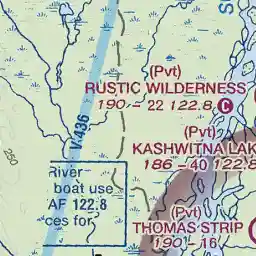 (Pvt)
RUSTIC WILDERNESS
190 - 22 122.8 C
V 436
(Pvt)
KASHWITNA LAK
186 - 40 122.8
250
River
boat use
AF 122.8
ces for
(Pvt)
THOMAS STRIP
190 - 16